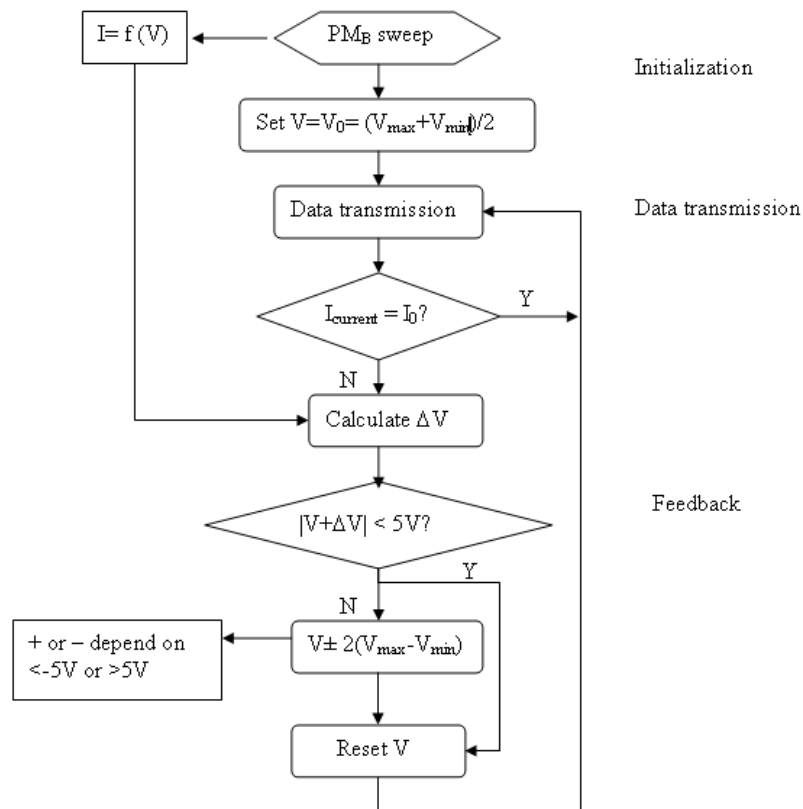 I= f (V)
PMB sweep
Initialization
Set V=V0= (Vmax+Vmin)/2
Data transmission
Data transmission
Icurrent = I0?
Y
N
Calculate ΔV
Feedback
|V+ΔV| < 5V?
Y
N
+ or – depend on
<-5V or >5V
V± 2(Vmax-Vmin)
Reset V